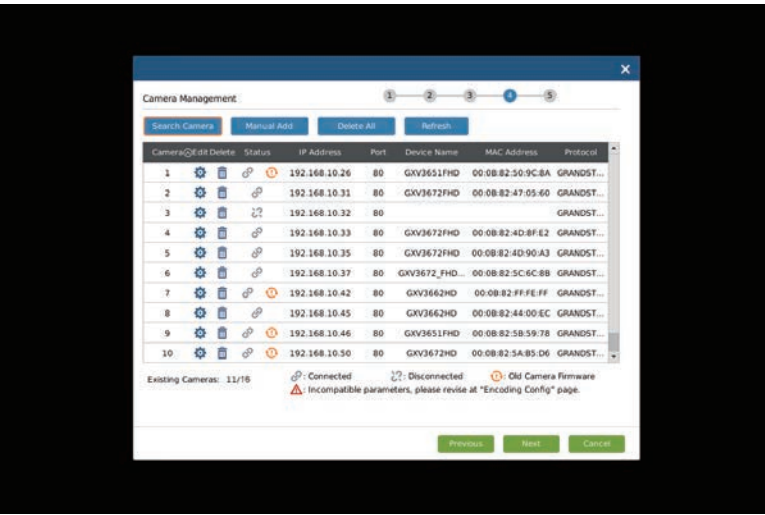 Camera Management 1 2 3 4 5
Search Camera Manual Add Delete All Refresh
Camera Edit Delete Status IP Address Port Device Name MAC Address Protocol
1 192.168.10.26 80 GXV3651FHD 00:0B:82:50:9C:8A GRANDST...
2 192.168.10.31 80 GXV3672FHD 00:0B:82:47:05:60 GRANDST...
3 192.168.10.32 80 GRANDST...
4 192.168.10.33 80 GXV3672FHD 00:0B:82:4D:8F:E2 GRANDST...
5 192.168.10.35 80 GXV3672FHD 00:0B:82:4D:90:A3 GRANDST...
6 192.168.10.37 80 GXV3672_FHD... 00:0B:82:5C:6C:8B GRANDST...
7 192.168.10.42 80 GXV3662HD 00:0B:82:FF:FE:FF GRANDST...
8 192.168.10.45 80 GXV3662HD 00:0B:82:44:00:EC GRANDST...
9 192.168.10.46 80 GXV3651FHD 00:0B:82:5B:59:78 GRANDST...
10 192.168.10.50 80 GXV3672HD 00:0B:82:5A:B5:D6 GRANDST...
Existing Cameras: 11/16 : Connected : Disconnected : Old Camera Firmware
: Incompatible parameters, please revise at "Encoding Config" page.
Previous Next Cancel